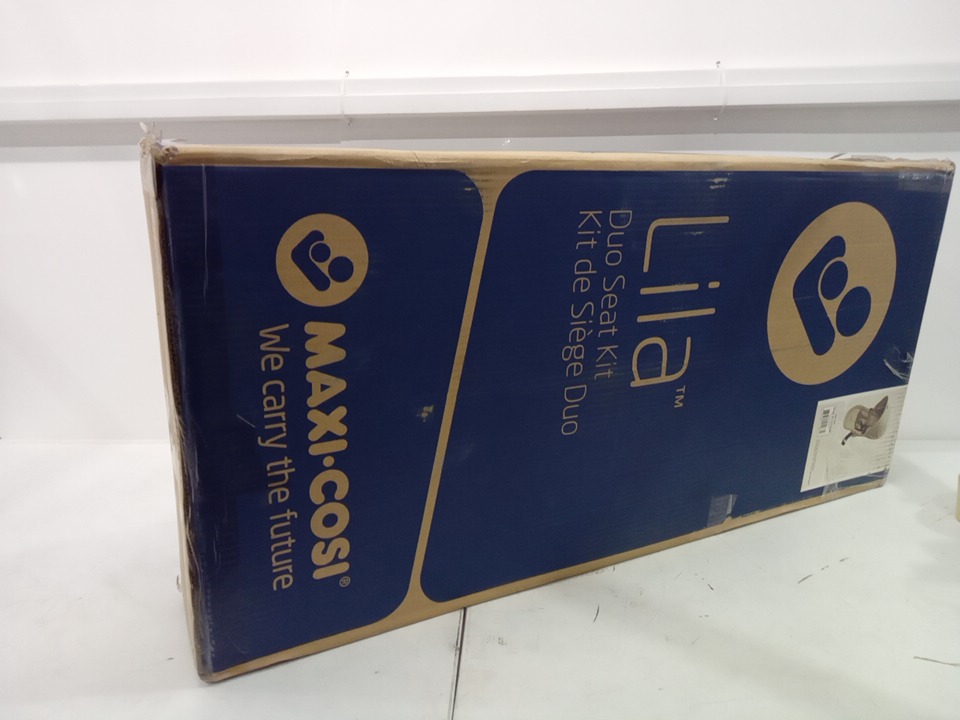 Lila™
Duo Seat Kit
Kit de Siège Duo
MAXI·COSI®
We carry the future